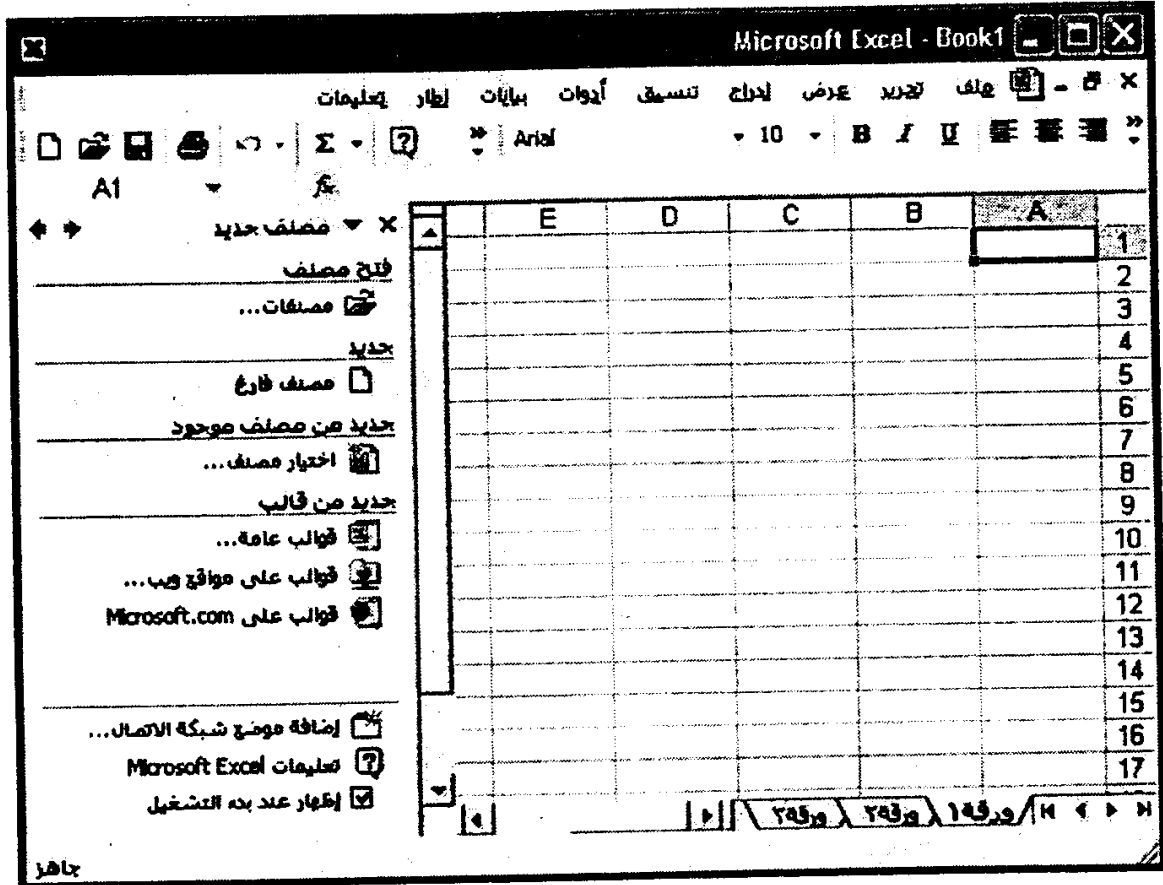 Microsoft Excel - Book1
ملف تحرير عرض إدراج تنسيق أدوات بيانات إطار تعليمات
Arial 10 B I U
A1 fx
E D C B A
1
2
3
4
5
6
7
8
9
10
11
12
13
14
15
16
17
مصنف جديد
فتح مصنف
مصنفات...
جديد
مصنف فارغ
جديد من مصنف موجود
اختيار مصنف...
جديد من قالب
قوالب عامة...
قوالب على مواقع ويب...
قوالب على Microsoft.com
إضافة موضع شبكة الاتصال...
تعليمات Microsoft Excel
إظهار عند بدء التشغيل
ورقة١ ورقة٢ ورقة٣
جاهز